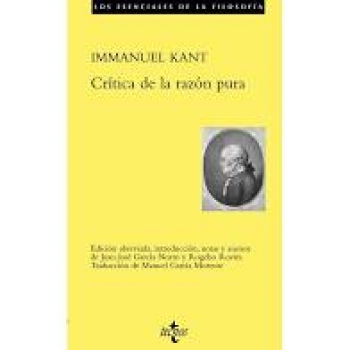 LOS ESENCIALES DE LA FILOSOFÍA
IMMANUEL KANT
Crítica de la razón pura
Edición abreviada, introducción, notas y anexos
de Juan José García Norro y Rogelio Rovira
Traducción de Manuel García Morente
tecnos